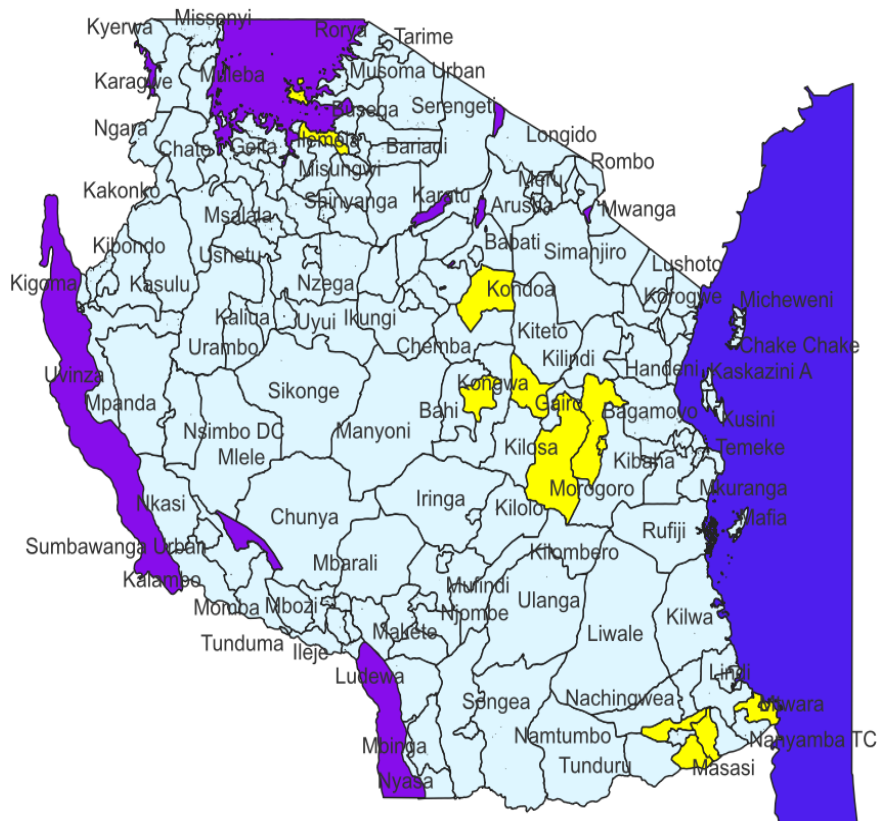 Missenyi
Kyerwa
Rorya
Tarime
Karagwe
Muleba
Musoma Urban
Busega
Serengeti
Ngara
Chato
Geita
Ilemela
Bariadi
Longido
Misungwi
Rombo
Kakonko
Meru
Msalala
Shinyanga
Karatu
Arusha
Mwanga
Kibondo
Ushetu
Babati
Simanjiro
Lushoto
Kigoma
Kasulu
Nzega
Kondoa
Korogwe
Micheweni
Kaliua
Uyui
Ikungi
Kiteto
Urambo
Chemba
Kilindi
Chake Chake
Uvinza
Handeni
Kaskazini A
Sikonge
Kongwa
Mpanda
Bahi
Gairo
Bagamoyo
Kusini
Nsimbo DC
Manyoni
Kilosa
Temeke
Mlele
Kibaha
Nkasi
Iringa
Morogoro
Mkuranga
Chunya
Kilolo
Mafia
Rufiji
Sumbawanga Urban
Kilombero
Mbarali
Kalambo
Mufindi
Ulanga
Momba
Mbozi
Njombe
Kilwa
Makete
Liwale
Tunduma
Ileje
Ludewa
Lindi
Songea
Nachingwea
Mtwara
Mbinga
Namtumbo
Nanyamba TC
Tunduru
Masasi
Nyasa